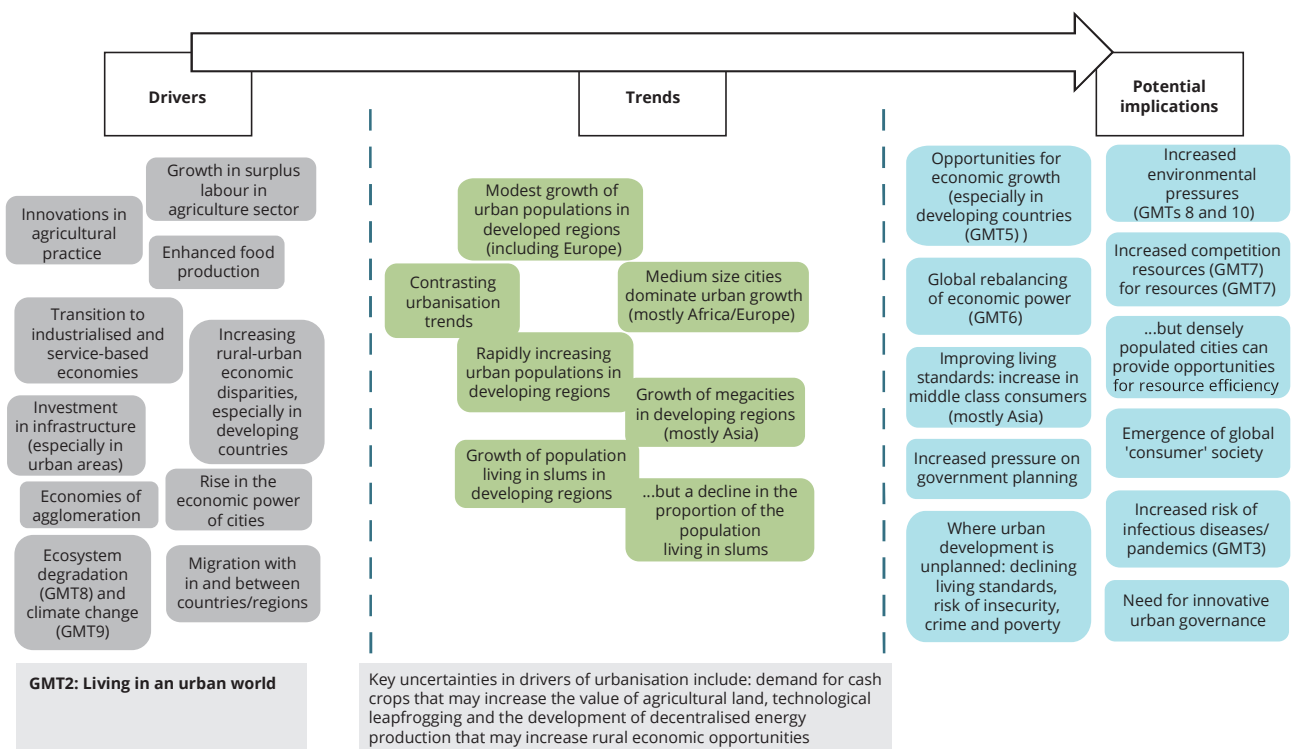 Drivers
Trends
Potential
implications
Growth in surplus
labour in
agriculture sector
Innovations in
agricultural
practice
Enhanced food
production
Transition to
industrialised and
service-based
economies
Increasing
rural-urban
economic
disparities,
especially in
developing
countries
Investment
in infrastructure
(especially in
urban areas)
Economies of
agglomeration
Rise in the
economic power
of cities
Ecosystem
degradation
(GMT8) and
climate change
(GMT9)
Migration with
in and between
countries/regions
Modest growth of
urban populations in
developed regions
(including Europe)
Contrasting
urbanisation
trends
Medium size cities
dominate urban growth
(mostly Africa/Europe)
Rapidly increasing
urban populations in
developing regions
Growth of megacities
in developing regions
(mostly Asia)
Growth of population
living in slums in
developing regions
...but a decline in the
proportion of the
population
living in slums
Opportunities for
economic growth
(especially in
developing countries
(GMT5) )
Global rebalancing
of economic power
(GMT6)
Improving living
standards: increase in
middle class consumers
(mostly Asia)
Increased pressure on
government planning
Where urban
development is
unplanned: declining
living standards,
risk of insecurity,
crime and poverty
Increased
environmental
pressures
(GMTs 8 and 10)
Increased competition
resources (GMT7)
for resources (GMT7)
...but densely
populated cities can
provide opportunities
for resource efficiency
Emergence of global
'consumer' society
Increased risk of
infectious diseases/
pandemics (GMT3)
Need for innovative
urban governance
GMT2: Living in an urban world
Key uncertainties in drivers of urbanisation include: demand for cash
crops that may increase the value of agricultural land, technological
leapfrogging and the development of decentralised energy
production that may increase rural economic opportunities